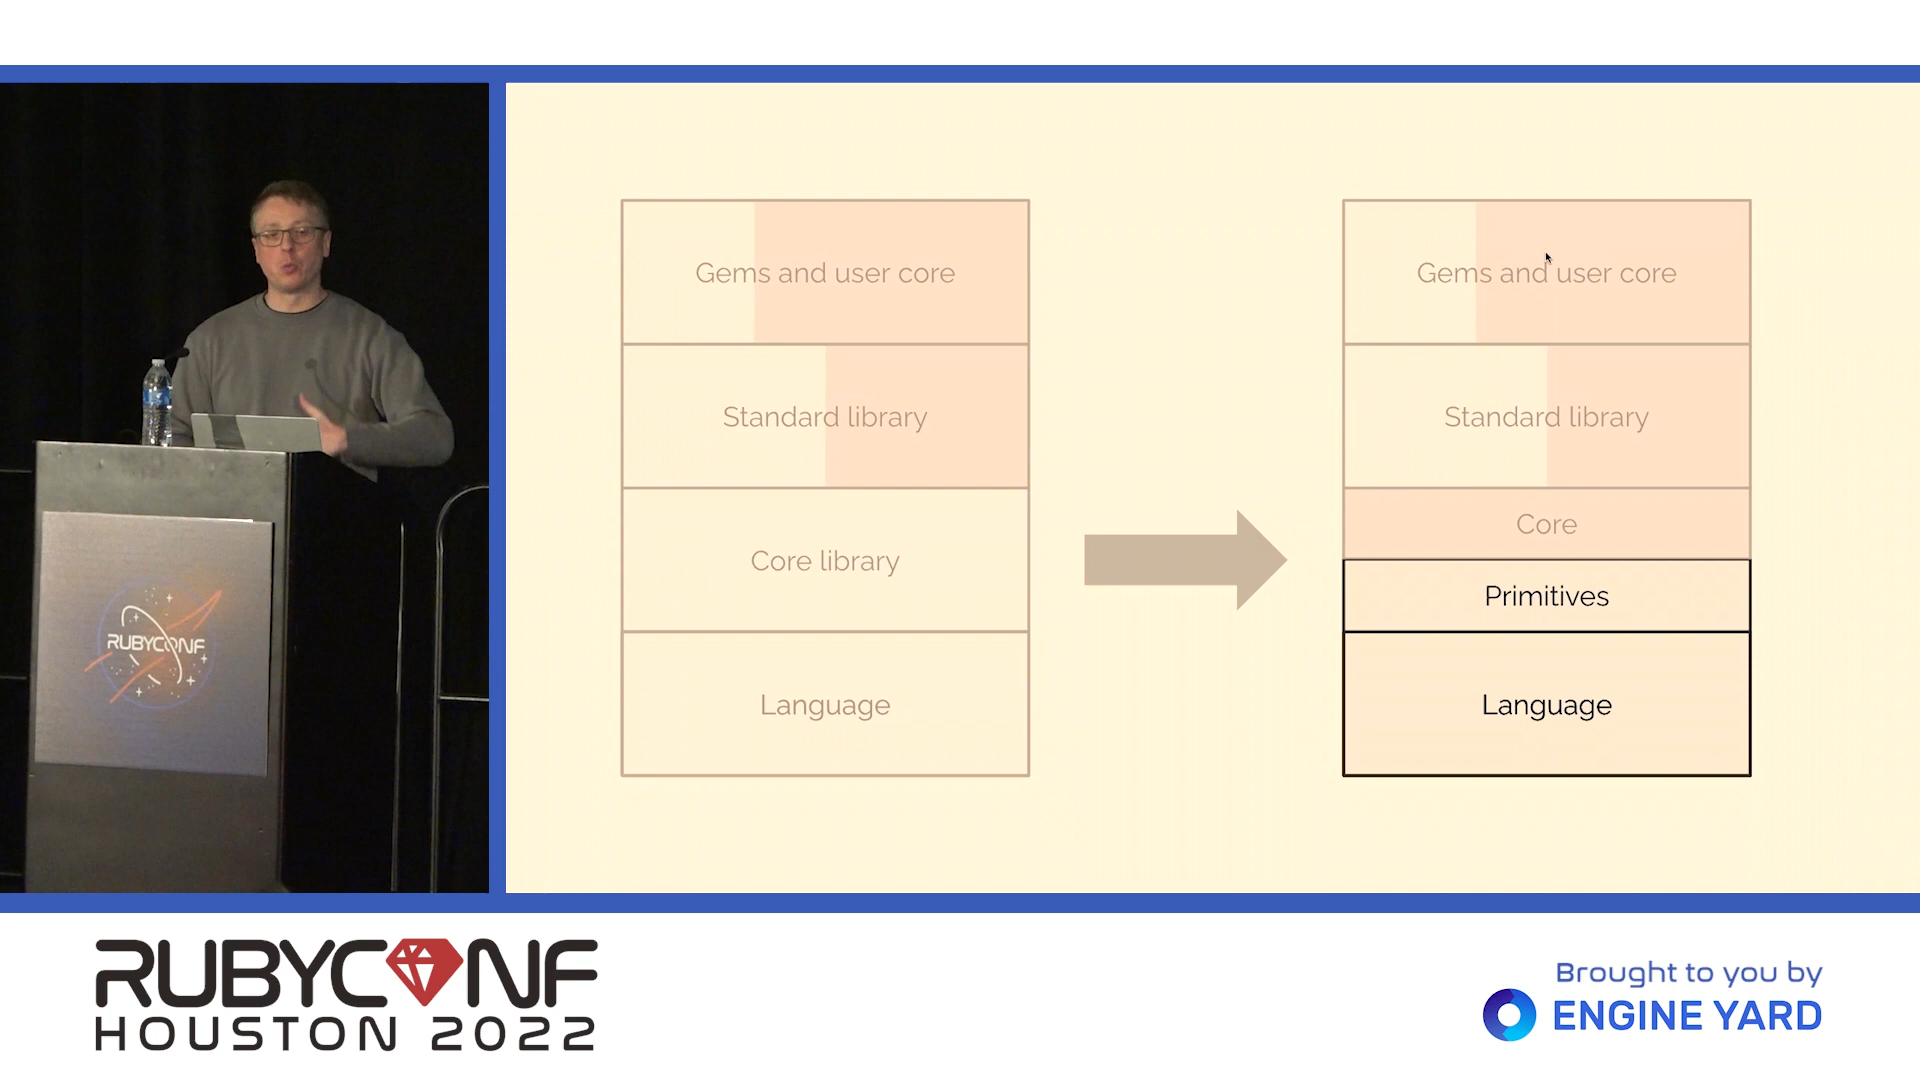 RUBYCONF
Gems and user core
Standard library
Core library
Language
Gems and user core
Standard library
Core
Primitives
Language
RUBYCONF
HOUSTON 2022
Brought to you by
ENGINE YARD